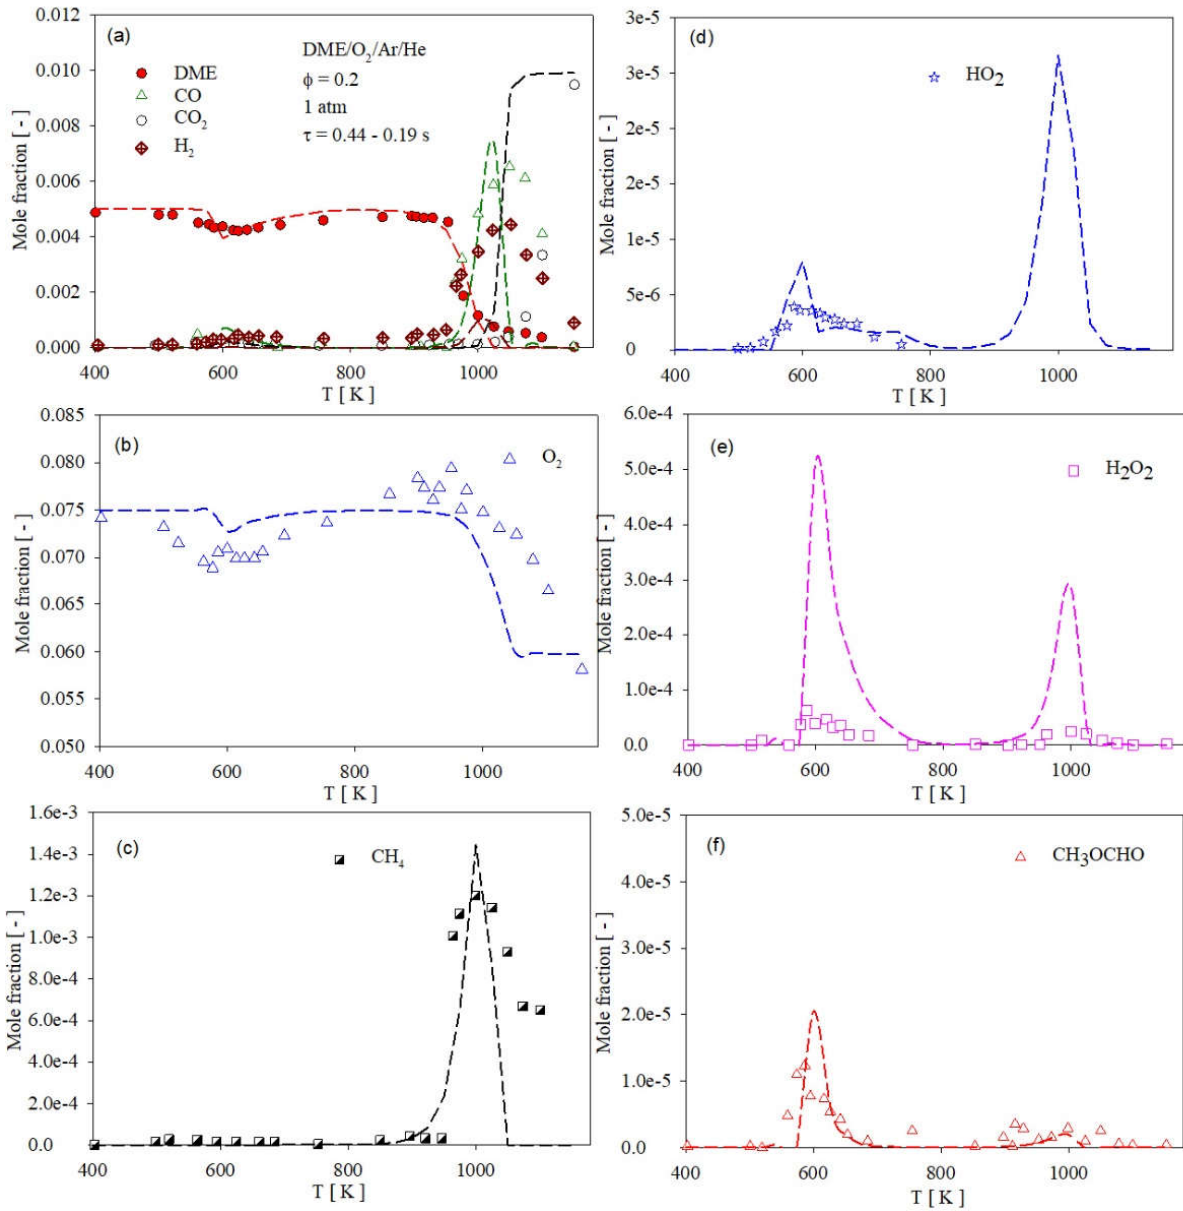 (a)
DME/O2/Ar/He
ϕ = 0.2
1 atm
τ = 0.44 - 0.19 s
DME
CO
CO2
H2
Mole fraction [ - ]
0.012
0.010
0.008
0.006
0.004
0.002
0.000
400 600 800 1000
T [ K ]
(d)
HO2
Mole fraction [ - ]
3e-5
3e-5
2e-5
2e-5
1e-5
5e-6
0
400 600 800 1000
T [ K ]
(b)
O2
Mole fraction [ - ]
0.085
0.080
0.075
0.070
0.065
0.060
0.055
0.050
400 600 800 1000
T [ K ]
(e)
H2O2
Mole fraction [ - ]
6.0e-4
5.0e-4
4.0e-4
3.0e-4
2.0e-4
1.0e-4
0.0
400 600 800 1000
T [ K ]
(c)
CH4
Mole fraction [ - ]
1.6e-3
1.4e-3
1.2e-3
1.0e-3
8.0e-4
6.0e-4
4.0e-4
2.0e-4
0.0
400 600 800 1000
T [ K ]
(f)
CH3OCHO
Mole fraction [ - ]
5.0e-5
4.0e-5
3.0e-5
2.0e-5
1.0e-5
0.0
400 600 800 1000
T [ K ]